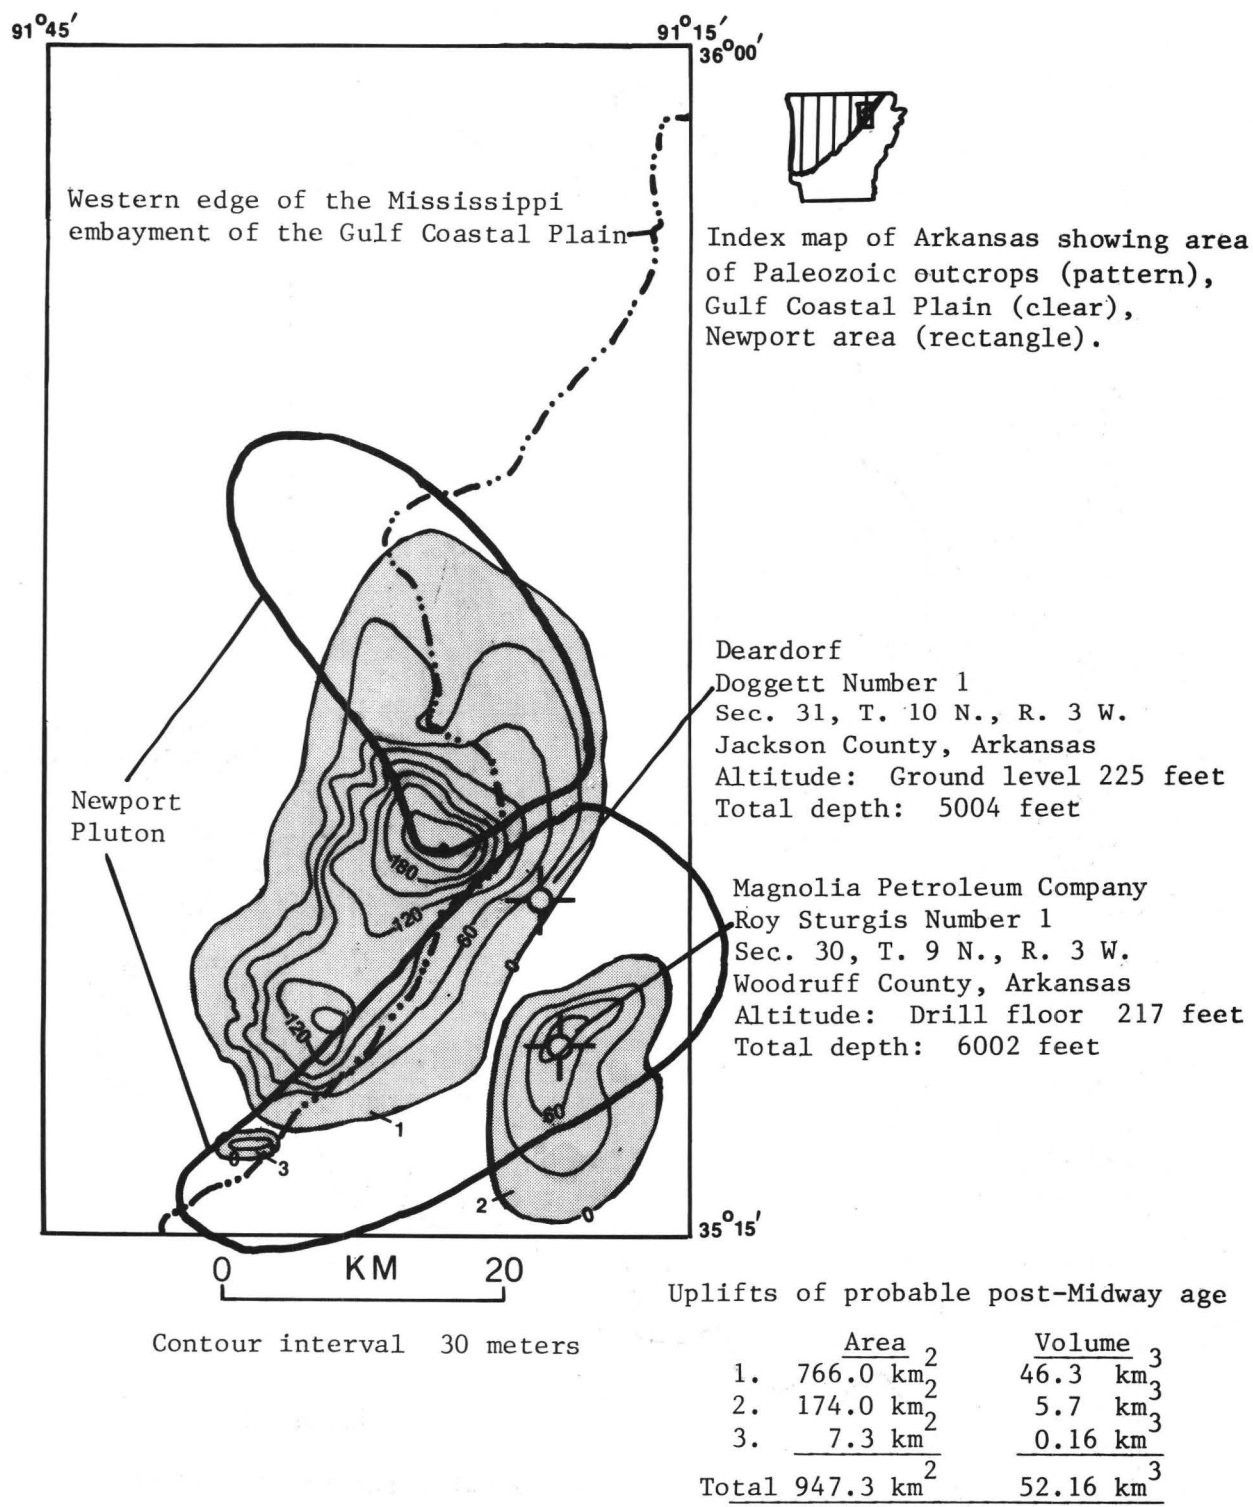 91°45′
91°15′
36°00′
Western edge of the Mississippi
embayment of the Gulf Coastal Plain
Index map of Arkansas showing area
of Paleozoic outcrops (pattern),
Gulf Coastal Plain (clear),
Newport area (rectangle).
Deardorf
Doggett Number 1
Sec. 31, T. 10 N., R. 3 W.
Jackson County, Arkansas
Altitude: Ground level 225 feet
Total depth: 5004 feet
Newport
Pluton
180
120
60
0
120
Magnolia Petroleum Company
Roy Sturgis Number 1
Sec. 30, T. 9 N., R. 3 W.
Woodruff County, Arkansas
Altitude: Drill floor 217 feet
Total depth: 6002 feet
60
1
0
3
2
0
35°15′
0 KM 20
Contour interval 30 meters
Uplifts of probable post-Midway age
Area Volume
1. 766.0 km² 46.3 km³
2. 174.0 km² 5.7 km³
3. 7.3 km² 0.16 km³
Total 947.3 km² 52.16 km³